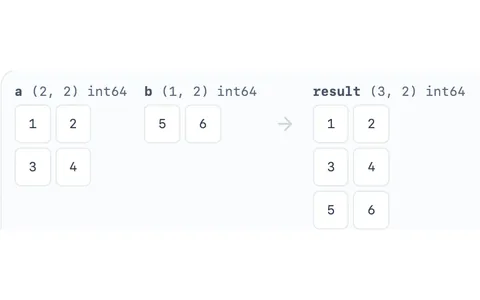 a (2, 2) int64 b (1, 2) int64 → result (3, 2) int64
1 2 5 6 1 2
3 4 3 4
5 6